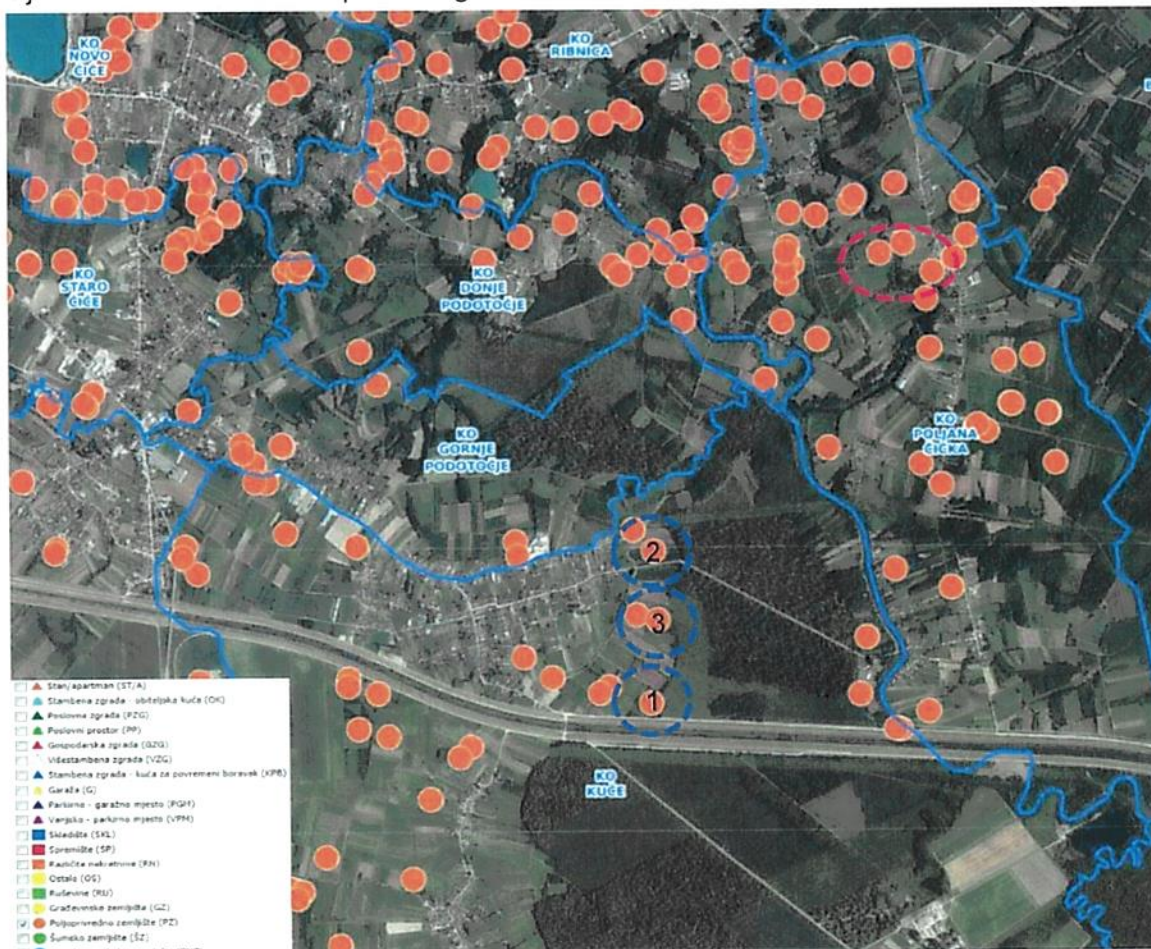 KO
NOVO
ČIČE
KO
RIBNICA
KO
STARO
ČIČE
KO
DONJE
PODOTOČJE
KO
GORNJE
PODOTOČJE
KO
POLJANA
ČIČKA
2
3
1
KO
KUČE
Stan/apartman (ST/A)
Stambena zgrada - obiteljska kuća (OK)
Poslovna zgrada (PZG)
Poslovni prostor (PP)
Gospodarska zgrada (GZG)
Višestambena zgrada (VZG)
Stambena zgrada - kuća za povremeni boravak (KPB)
Garaža (G)
Parkirno - garažno mjesto (PGM)
Vanjsko - parkirno mjesto (VPM)
Skladište (SKL)
Spremište (SP)
Različite nekretnine (RN)
Ostalo (OS)
Ruševine (RU)
Građevinsko zemljište (GZ)
Poljoprivredno zemljište (PZ)
Šumsko zemljište (ŠZ)